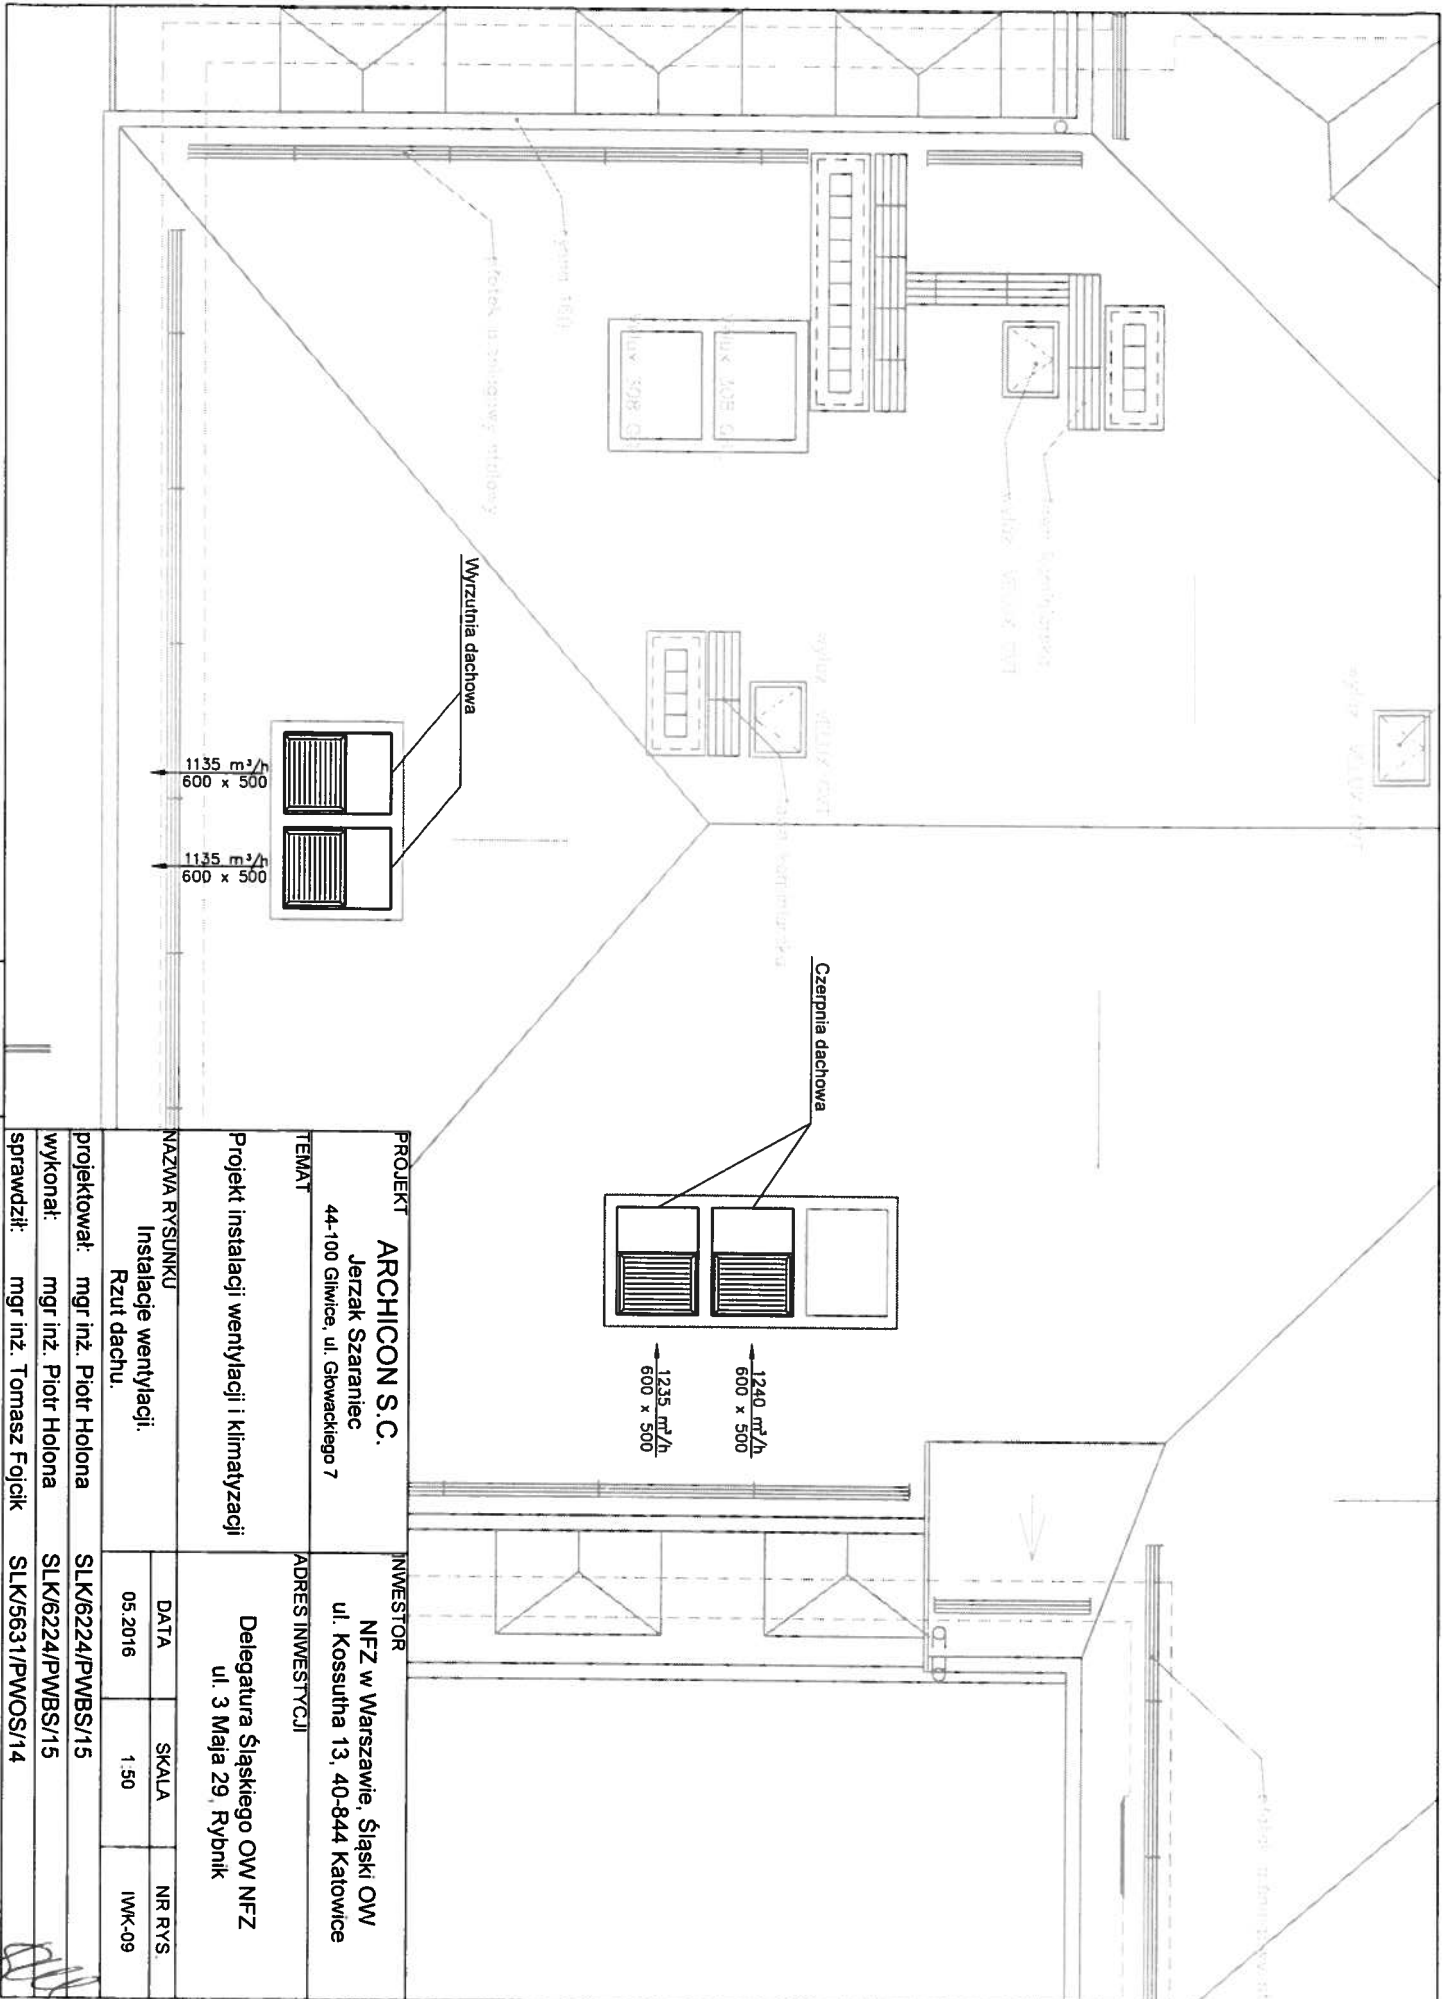 Wyrzutnia dachowa
1135 m³/h
600 x 500
1135 m³/h
600 x 500
Czerpnia dachowa
1240 m³/h
600 x 500
1235 m³/h
600 x 500
PROJEKT
ARCHICON S.C.
Jerzak Szaraniec
44-100 Gliwice, ul. Głowackiego 7
INWESTOR
NFZ w Warszawie, Śląski OW
ul. Kossutha 13, 40-844 Katowice
TEMAT
Projekt instalacji wentylacji i klimatyzacji
ADRES INWESTYCJI
Delegatura Śląskiego OW NFZ
ul. 3 Maja 29, Rybnik
NAZWA RYSUNKU
Instalacje wentylacji.
Rzut dachu.
DATA SKALA NR RYS.
05.2016 1:50 IWK-09
projektował: mgr inż. Piotr Holona SLK/6224/PWBS/15
wykonał: mgr inż. Piotr Holona SLK/6224/PWBS/15
sprawdził: mgr inż. Tomasz Fojcik SLK/5631/PWOS/14